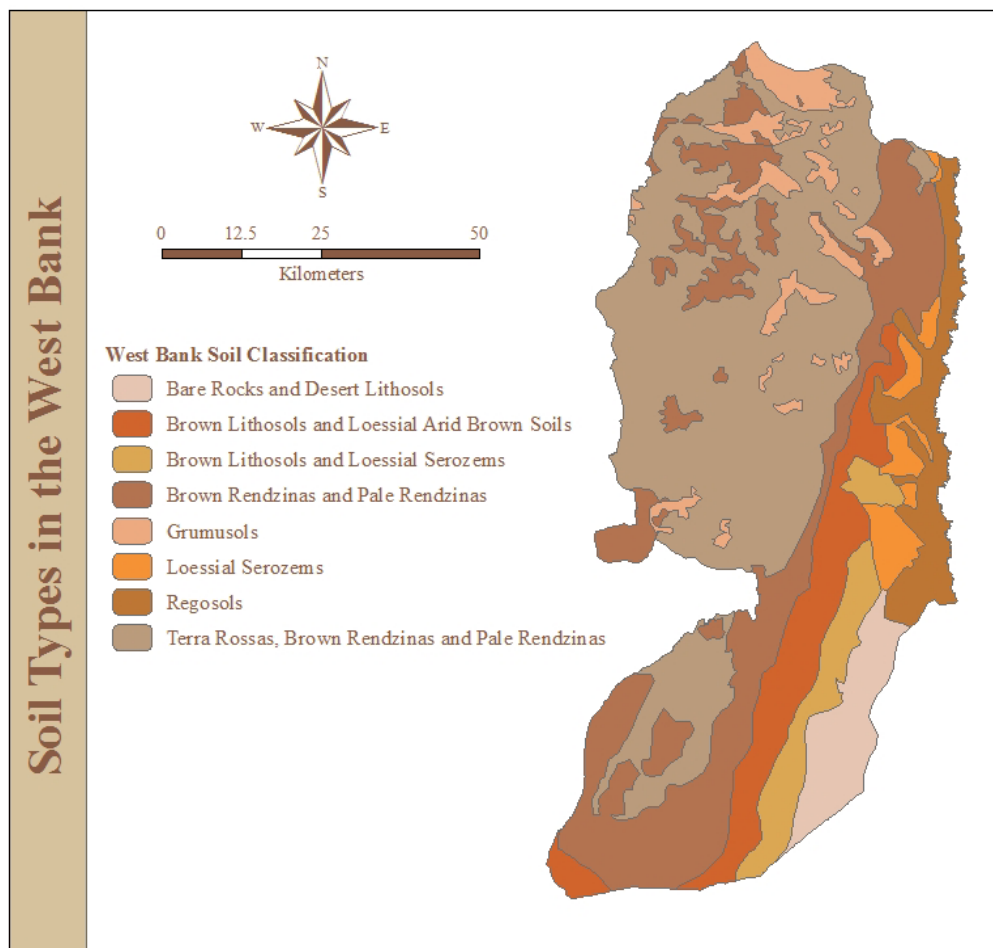 Soil Types in the West Bank
N
W E
S
0 12.5 25 50
Kilometers
West Bank Soil Classification
Bare Rocks and Desert Lithosols
Brown Lithosols and Loessial Arid Brown Soils
Brown Lithosols and Loessial Serozems
Brown Rendzinas and Pale Rendzinas
Grumusols
Loessial Serozems
Regosols
Terra Rossas, Brown Rendzinas and Pale Rendzinas